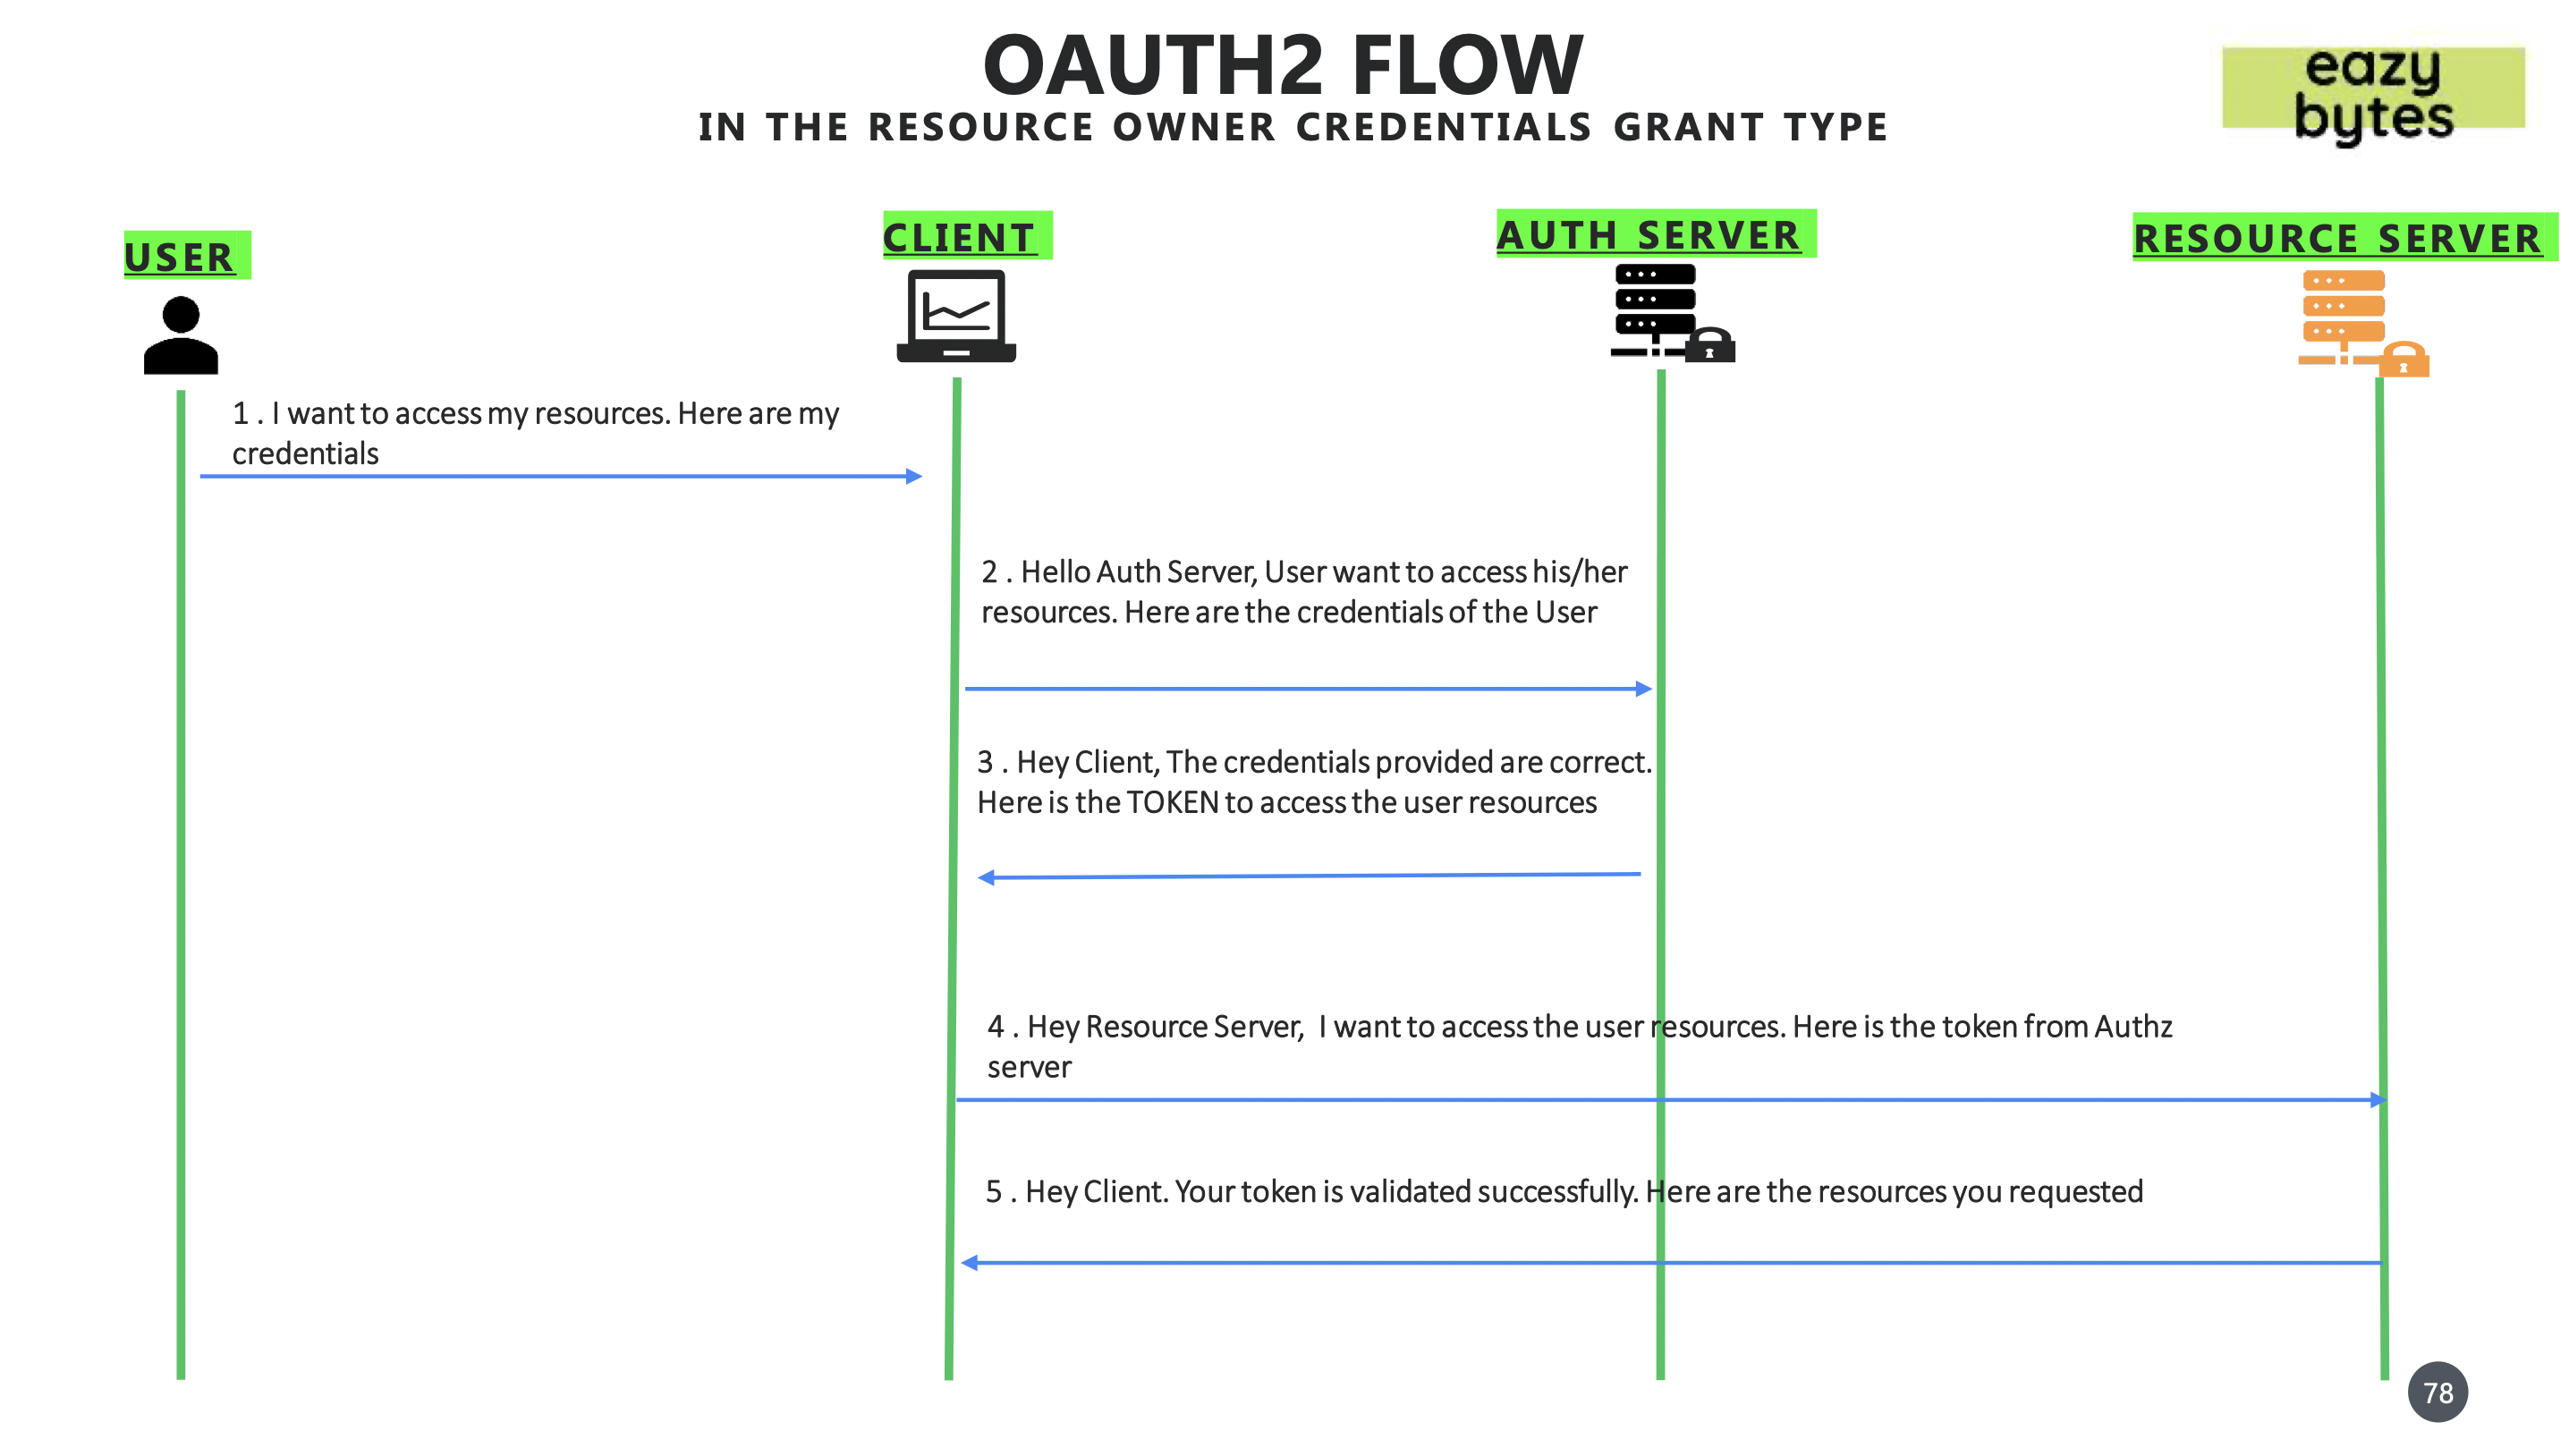 OAUTH2 FLOW
IN THE RESOURCE OWNER CREDENTIALS GRANT TYPE
eazy
bytes
USER
CLIENT
AUTH SERVER
RESOURCE SERVER
1 . I want to access my resources. Here are my
credentials
2 . Hello Auth Server, User want to access his/her
resources. Here are the credentials of the User
3 . Hey Client, The credentials provided are correct.
Here is the TOKEN to access the user resources
4 . Hey Resource Server,  I want to access the user resources. Here is the token from Authz
server
5 . Hey Client. Your token is validated successfully. Here are the resources you requested
78